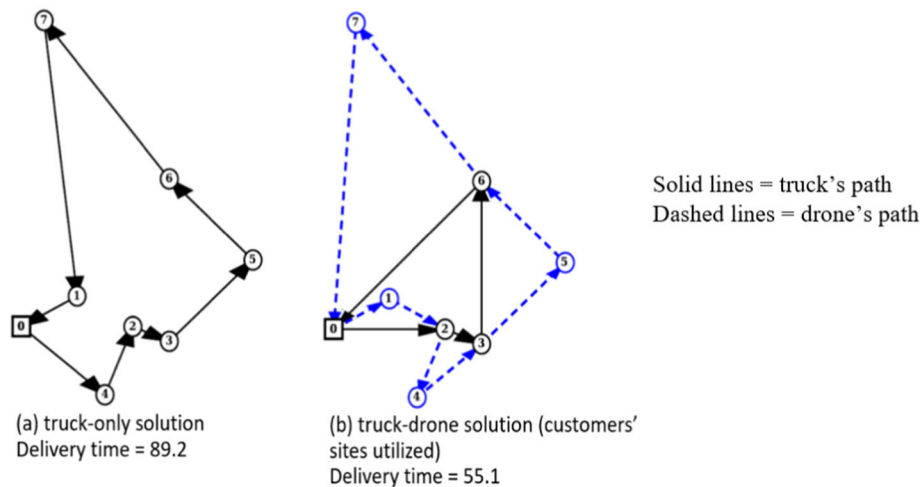 7
6
5
1
0
2
3
4
(a) truck-only solution
Delivery time = 89.2
7
6
5
1
0
2
3
4
(b) truck-drone solution (customers’
sites utilized)
Delivery time = 55.1
Solid lines = truck’s path
Dashed lines = drone’s path